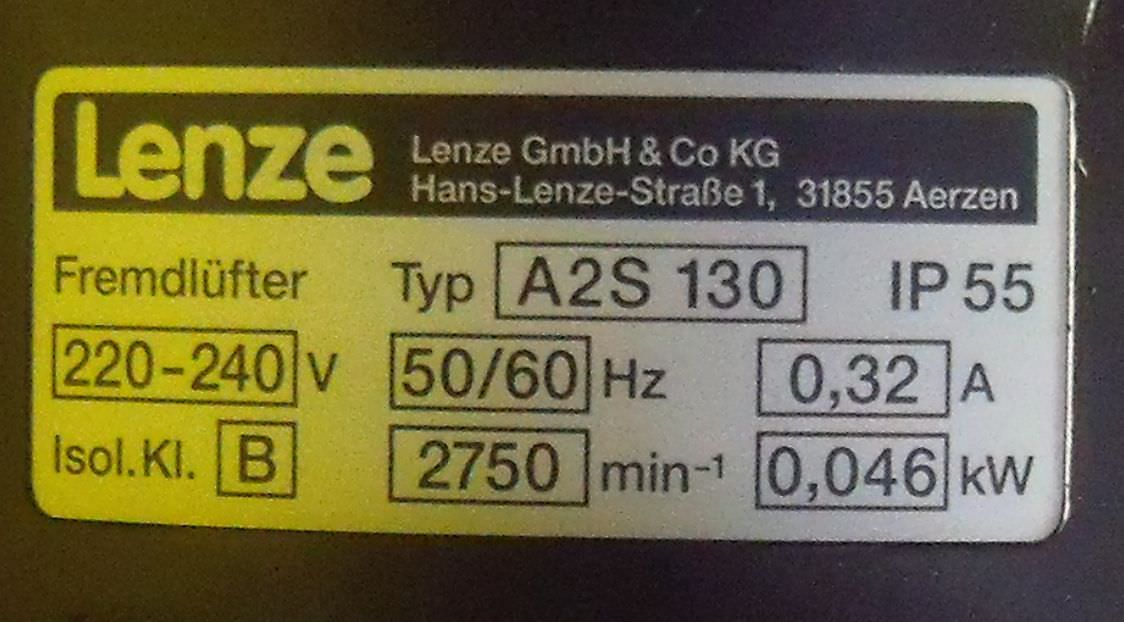 Lenze
Lenze GmbH & Co KG
Hans-Lenze-Straße 1, 31855 Aerzen
Fremdlüfter Typ A2S 130 IP 55
220-240 V 50/60 Hz 0,32 A
Isol.Kl. B 2750 min⁻¹ 0,046 kW